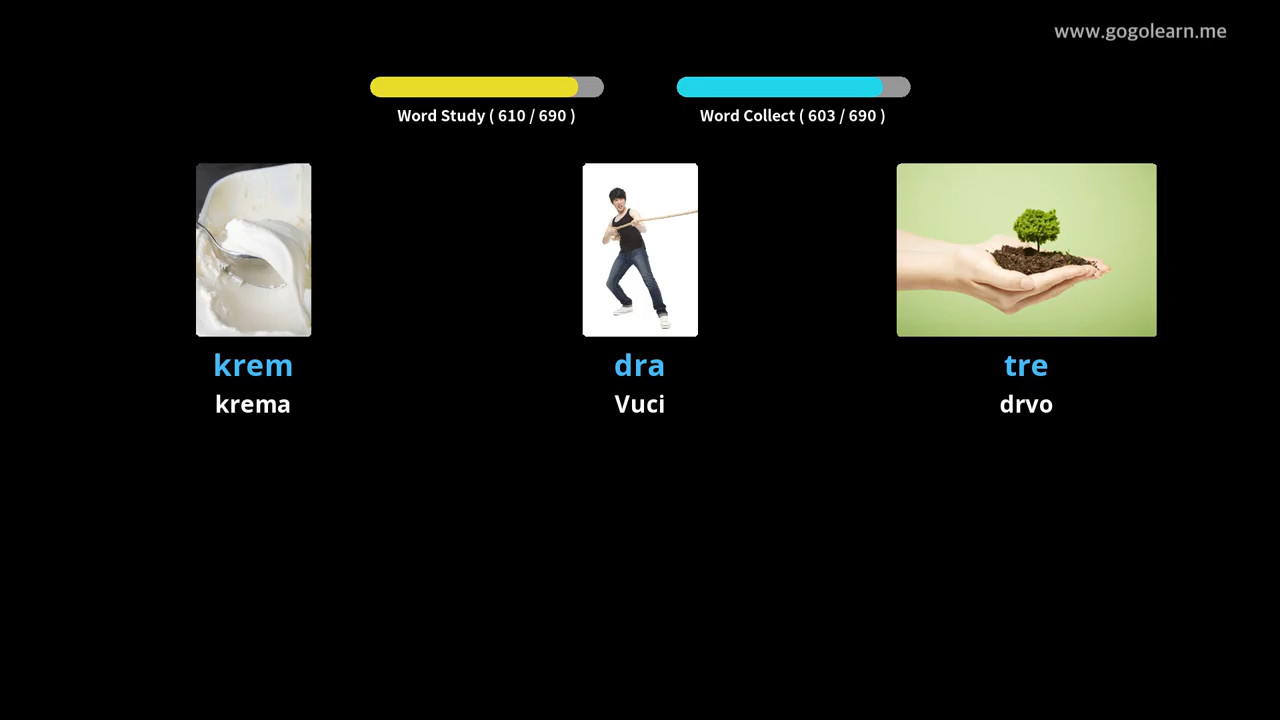 www.gogolearn.me
Word Study ( 610 / 690 )
Word Collect ( 603 / 690 )
krem
dra
tre
krema
Vuci
drvo